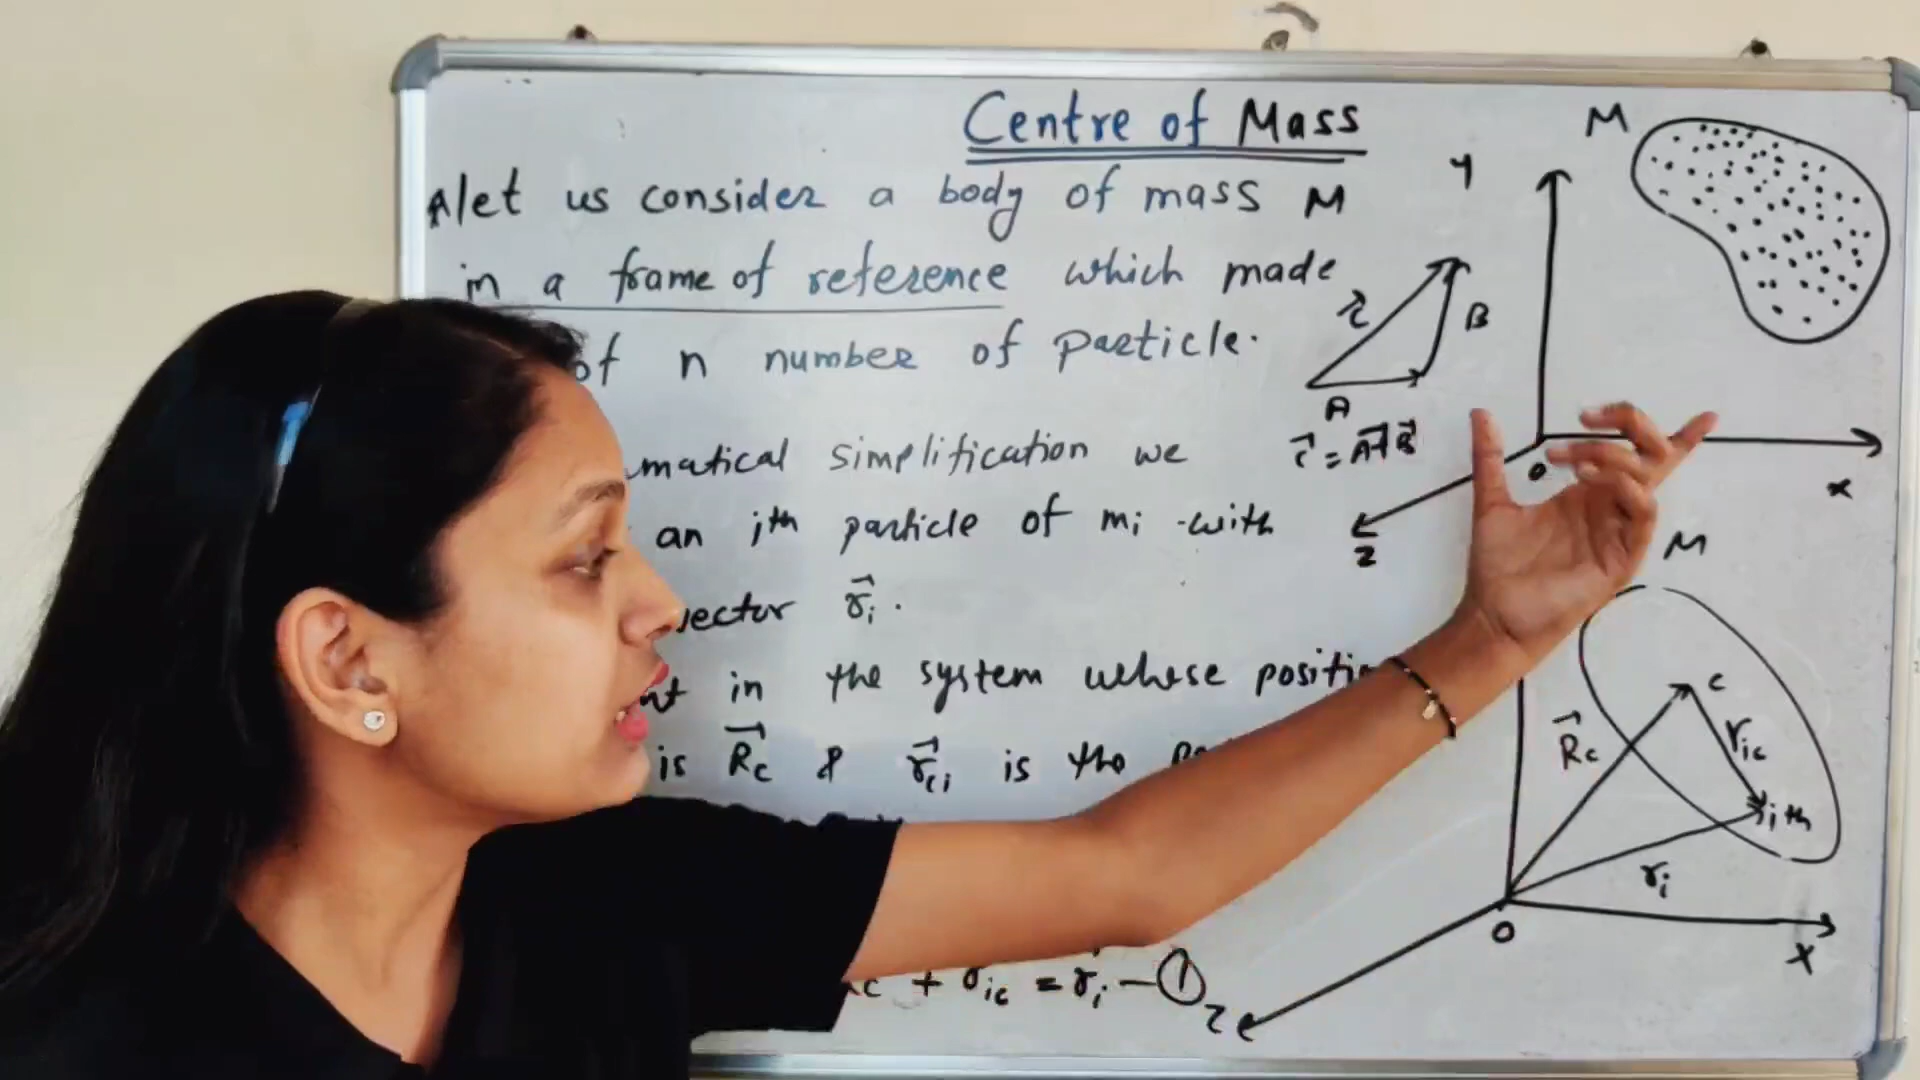 Centre of Mass
let us consider a body of mass M
in a frame of reference which made
of n number of particle.
matical simplification we
an ith particle of mi with
vector r⃗i.
in the system whose
is R⃗c & r⃗ci is the
+ ric = ri — ①
Y
M
r
B
A
r⃗ = A⃗+B⃗
O
X
Z
M
C
R⃗c
ric
ith
ri
O
X
Z